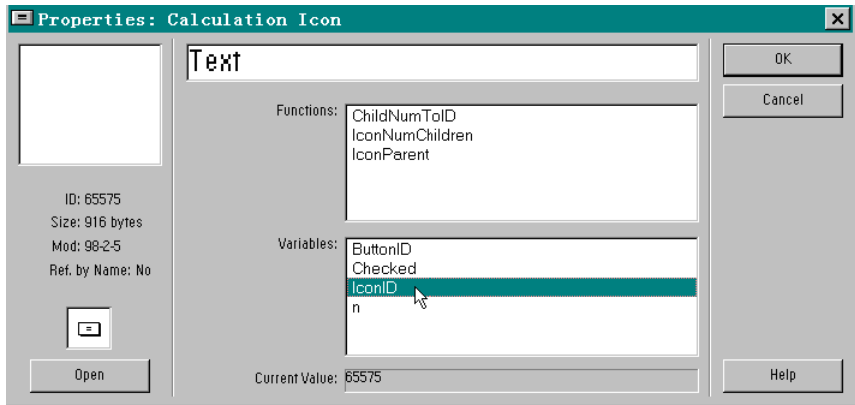 Properties: Calculation Icon
Text
OK
Cancel
Functions:
ChildNumToID
IconNumChildren
IconParent
ID: 65575
Size: 916 bytes
Mod: 98-2-5
Ref. by Name: No
Variables:
ButtonID
Checked
IconID
n
Open
Current Value: 65575
Help